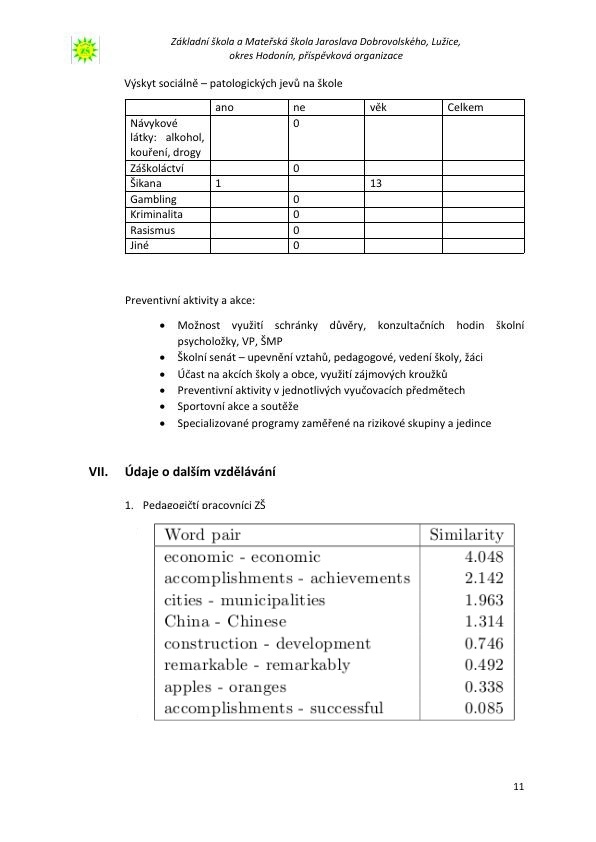 Základní škola a Mateřská škola Jaroslava Dobrovolského, Lužice,
okres Hodonín, příspěvková organizace
ZŠ
Výskyt sociálně – patologických jevů na škole
ano ne věk Celkem
Návykové 0
látky: alkohol,
kouření, drogy
Záškoláctví 0
Šikana 1 13
Gambling 0
Kriminalita 0
Rasismus 0
Jiné 0
Preventivní aktivity a akce:
• Možnost využití schránky důvěry, konzultačních hodin školní
psycholožky, VP, ŠMP
• Školní senát – upevnění vztahů, pedagogové, vedení školy, žáci
• Účast na akcích školy a obce, využití zájmových kroužků
• Preventivní aktivity v jednotlivých vyučovacích předmětech
• Sportovní akce a soutěže
• Specializované programy zaměřené na rizikové skupiny a jedince
VII. Údaje o dalším vzdělávání
1. Pedagogičtí pracovníci ZŠ
Word pair Similarity
economic - economic 4.048
accomplishments - achievements 2.142
cities - municipalities 1.963
China - Chinese 1.314
construction - development 0.746
remarkable - remarkably 0.492
apples - oranges 0.338
accomplishments - successful 0.085
11